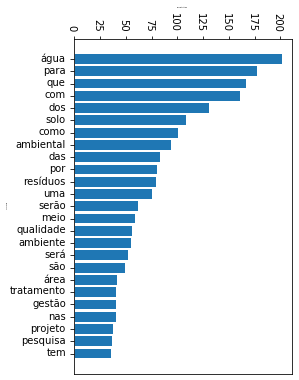 0 25 50 75 100 125 150 175 200
água
para
que
com
dos
solo
como
ambiental
das
por
resíduos
uma
serão
meio
qualidade
ambiente
será
são
área
tratamento
gestão
nas
projeto
pesquisa
tem